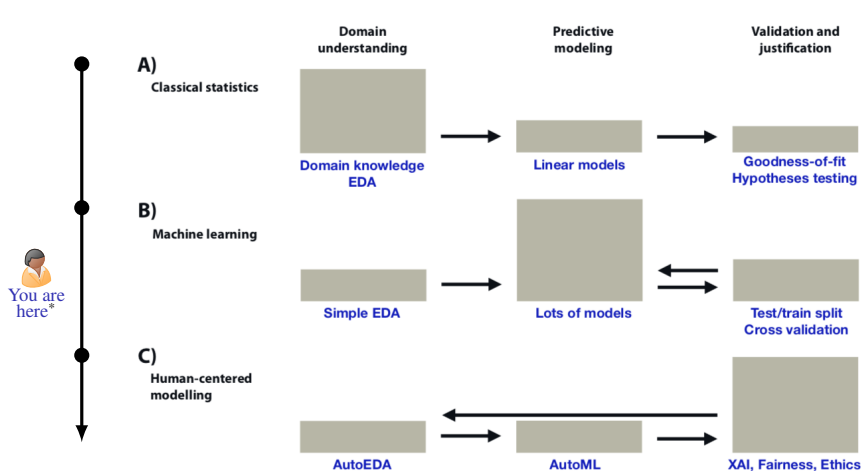 Domain
understanding
Predictive
modeling
Validation and
justification
A)
Classical statistics
Domain knowledge
EDA
Linear models
Goodness-of-fit
Hypotheses testing
B)
Machine learning
Simple EDA
Lots of models
Test/train split
Cross validation
You are
here*
C)
Human-centered
modelling
AutoEDA
AutoML
XAI, Fairness, Ethics